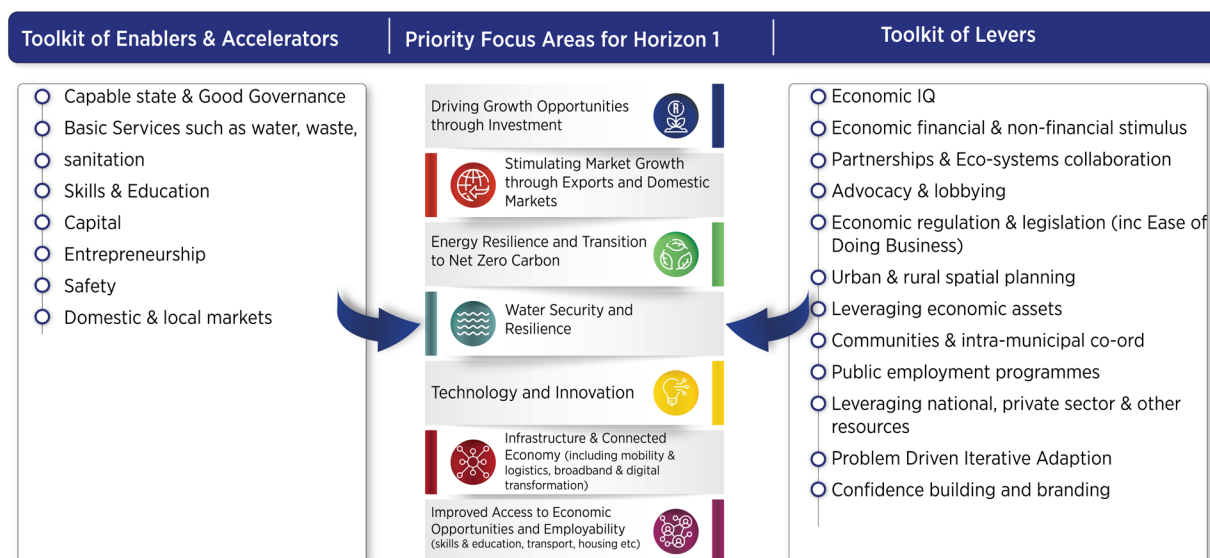 Toolkit of Enablers & Accelerators
Priority Focus Areas for Horizon 1
Toolkit of Levers
Capable state & Good Governance
Basic Services such as water, waste,
sanitation
Skills & Education
Capital
Entrepreneurship
Safety
Domestic & local markets
Driving Growth Opportunities
through Investment
R
Stimulating Market Growth
through Exports and Domestic
Markets
Energy Resilience and Transition
to Net Zero Carbon
Water Security and
Resilience
Technology and Innovation
Infrastructure & Connected
Economy (including mobility &
logistics, broadband & digital
transformation)
Improved Access to Economic
Opportunities and Employability
(skills & education, transport, housing etc)
Economic IQ
Economic financial & non-financial stimulus
Partnerships & Eco-systems collaboration
Advocacy & lobbying
Economic regulation & legislation (inc Ease of
Doing Business)
Urban & rural spatial planning
Leveraging economic assets
Communities & intra-municipal co-ord
Public employment programmes
Leveraging national, private sector & other
resources
Problem Driven Iterative Adaption
Confidence building and branding